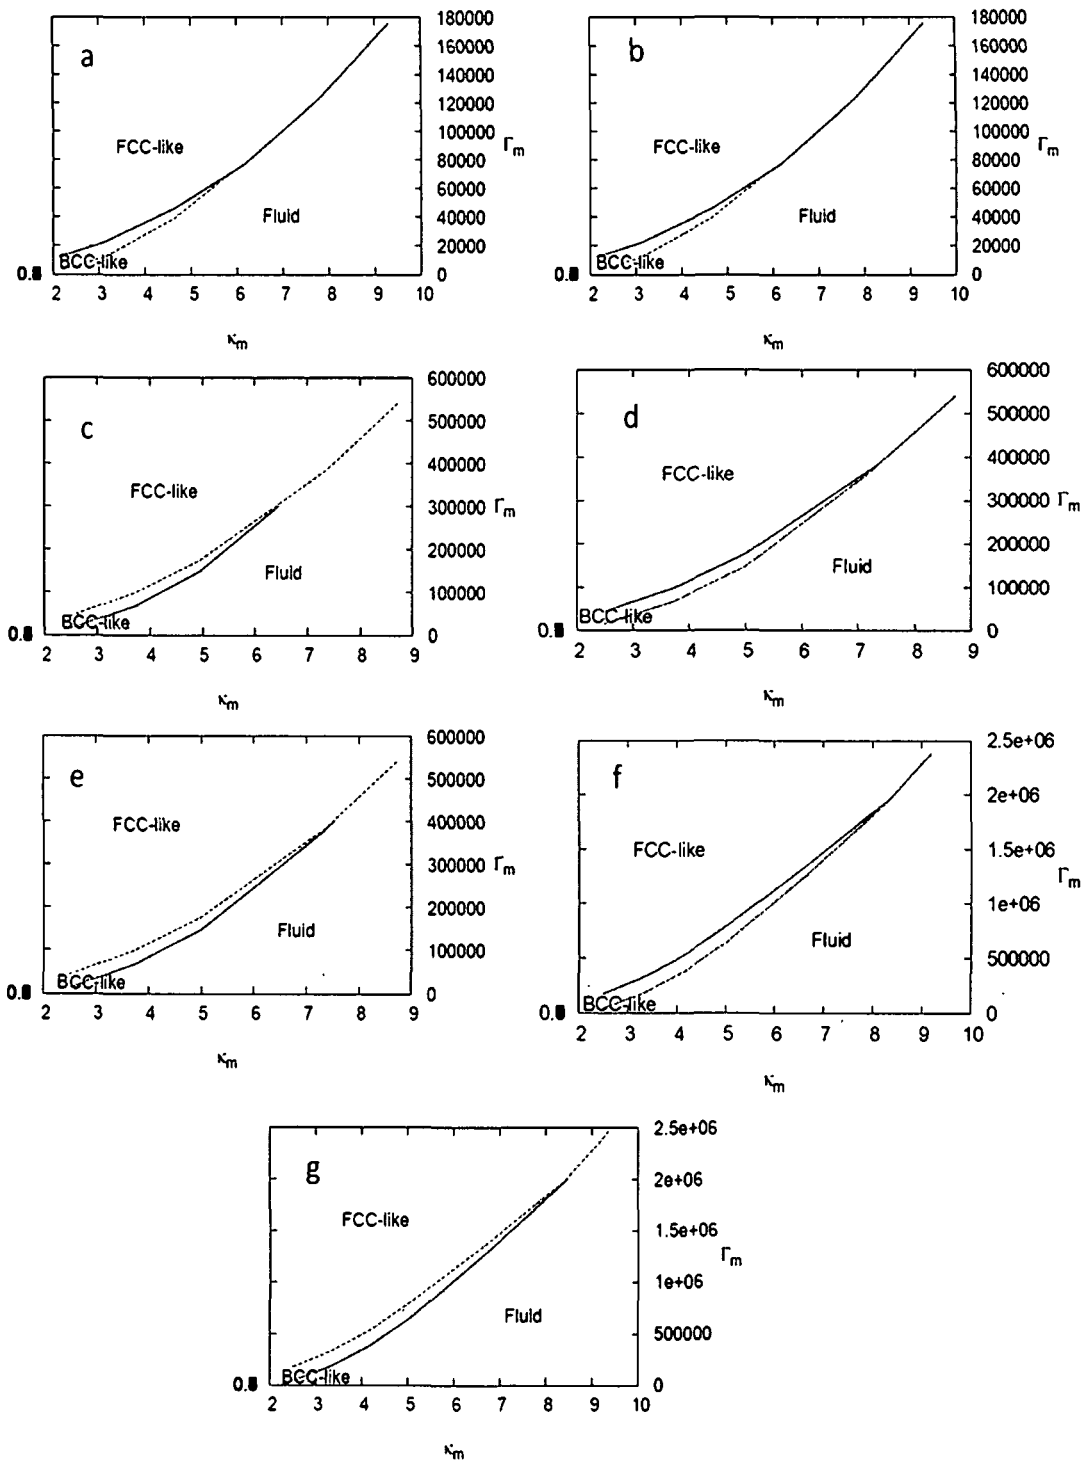 a
180000
160000
140000
120000
100000
80000
60000
40000
20000
0
Γm
FCC-like
Fluid
BCC-like
2 3 4 5 6 7 8 9 10
κm
b
180000
160000
140000
120000
100000
80000
60000
40000
20000
0
Γm
FCC-like
Fluid
BCC-like
2 3 4 5 6 7 8 9 10
κm
c
600000
500000
400000
300000
200000
100000
0
Γm
FCC-like
Fluid
BCC-like
2 3 4 5 6 7 8 9
κm
d
600000
500000
400000
300000
200000
100000
0
Γm
FCC-like
Fluid
BCC-like
2 3 4 5 6 7 8 9
κm
e
600000
500000
400000
300000
200000
100000
0
Γm
FCC-like
Fluid
BCC-like
2 3 4 5 6 7 8 9
κm
f
2.5e+06
2e+06
1.5e+06
1e+06
500000
0
Γm
FCC-like
Fluid
BCC-like
2 3 4 5 6 7 8 9 10
κm
g
2.5e+06
2e+06
1.5e+06
1e+06
500000
0
Γm
FCC-like
Fluid
BCC-like
2 3 4 5 6 7 8 9 10
κm